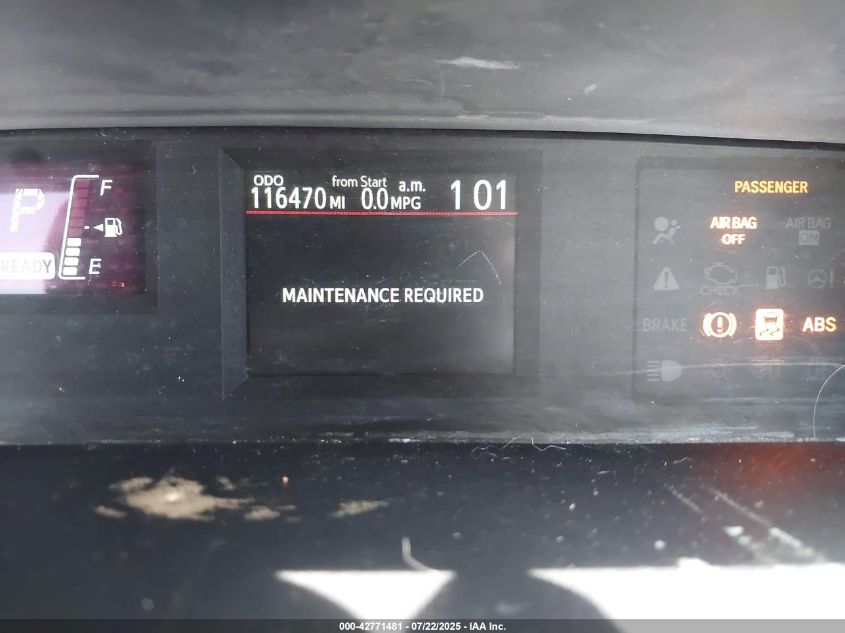 P
F
READY
E
ODO from Start a.m.
116470 MI 0.0 MPG 1 01
MAINTENANCE REQUIRED
PASSENGER
AIR BAG OFF
AIR BAG ON
CHECK
BRAKE
ABS
000-42771481 - 07/22/2025 - IAA Inc.